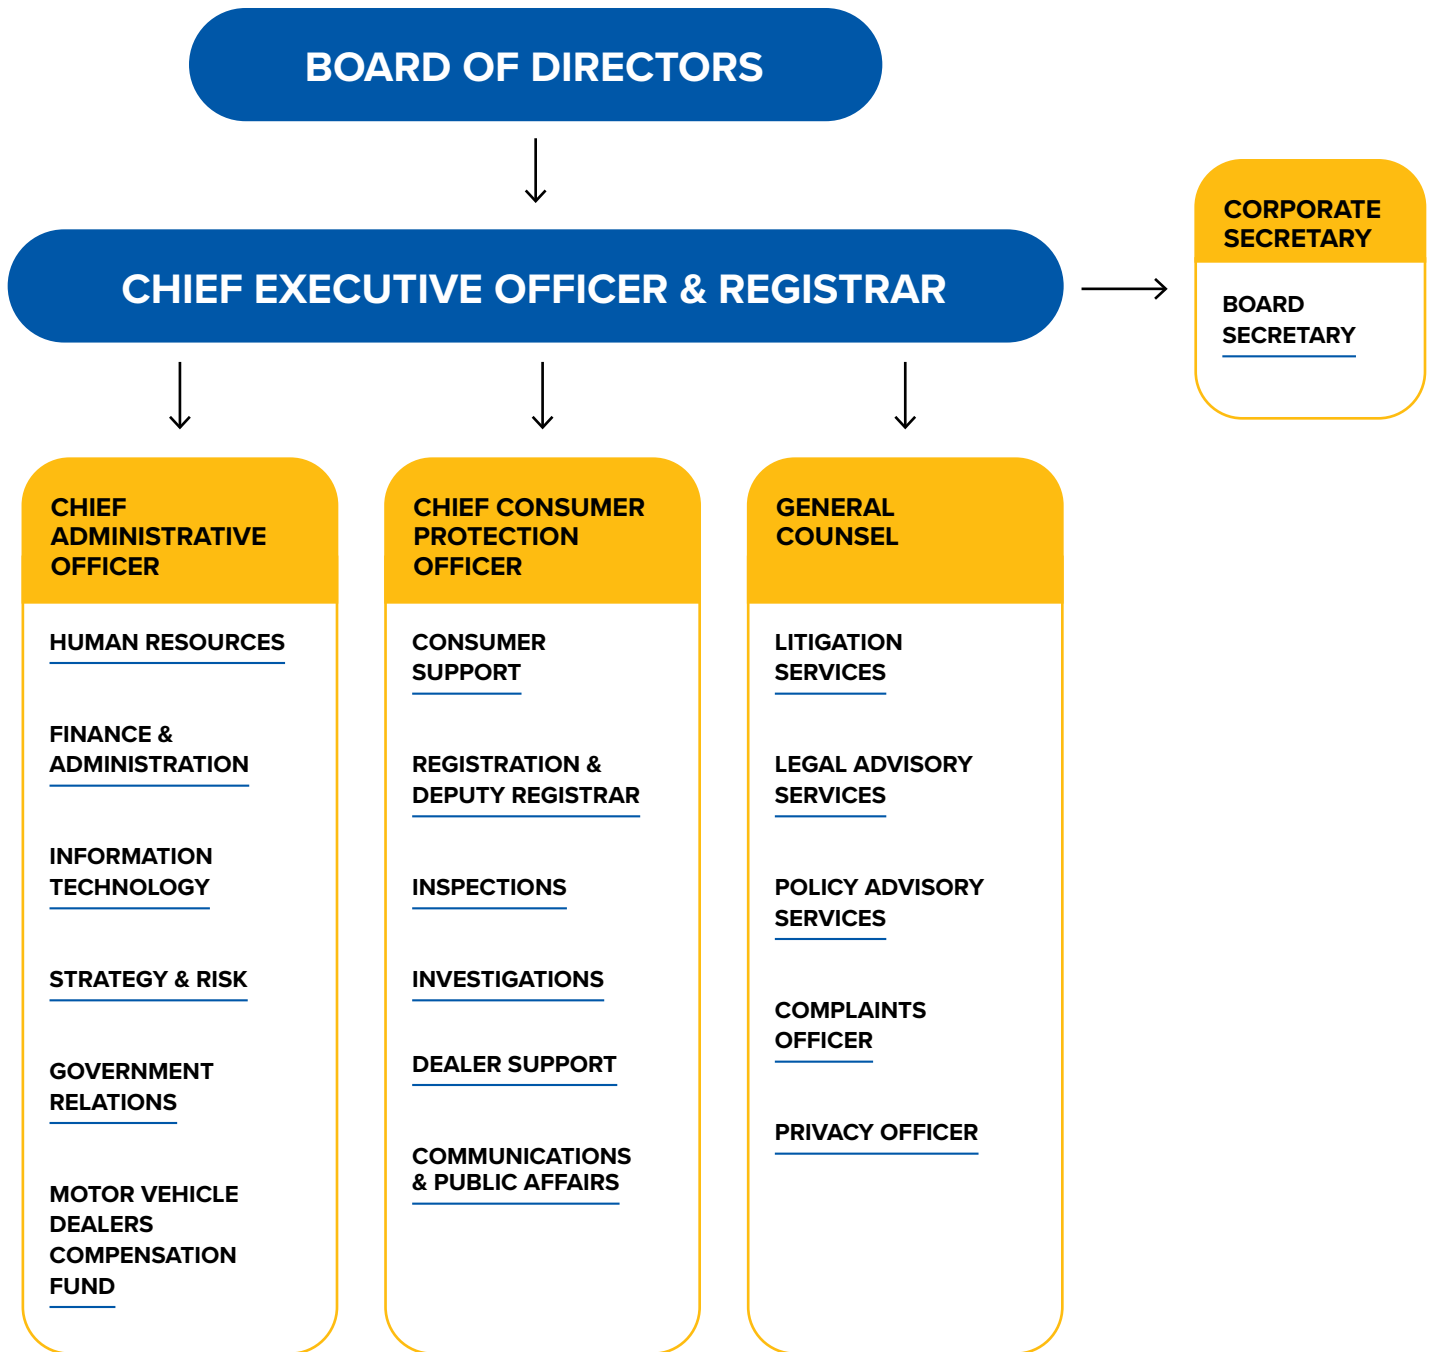 BOARD OF DIRECTORS
CHIEF EXECUTIVE OFFICER & REGISTRAR
CORPORATE
SECRETARY
BOARD
SECRETARY
CHIEF
ADMINISTRATIVE
OFFICER
HUMAN RESOURCES
FINANCE &
ADMINISTRATION
INFORMATION
TECHNOLOGY
STRATEGY & RISK
GOVERNMENT
RELATIONS
MOTOR VEHICLE
DEALERS
COMPENSATION
FUND
CHIEF CONSUMER
PROTECTION
OFFICER
CONSUMER
SUPPORT
REGISTRATION &
DEPUTY REGISTRAR
INSPECTIONS
INVESTIGATIONS
DEALER SUPPORT
COMMUNICATIONS
& PUBLIC AFFAIRS
GENERAL
COUNSEL
LITIGATION
SERVICES
LEGAL ADVISORY
SERVICES
POLICY ADVISORY
SERVICES
COMPLAINTS
OFFICER
PRIVACY OFFICER